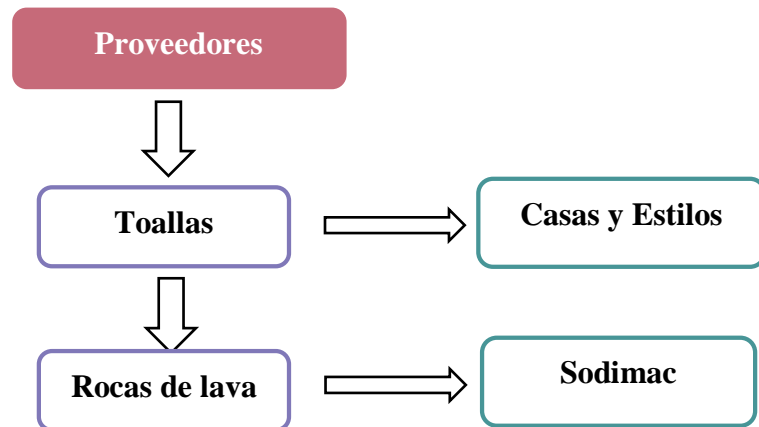 Proveedores
Toallas
Casas y Estilos
Rocas de lava
Sodimac